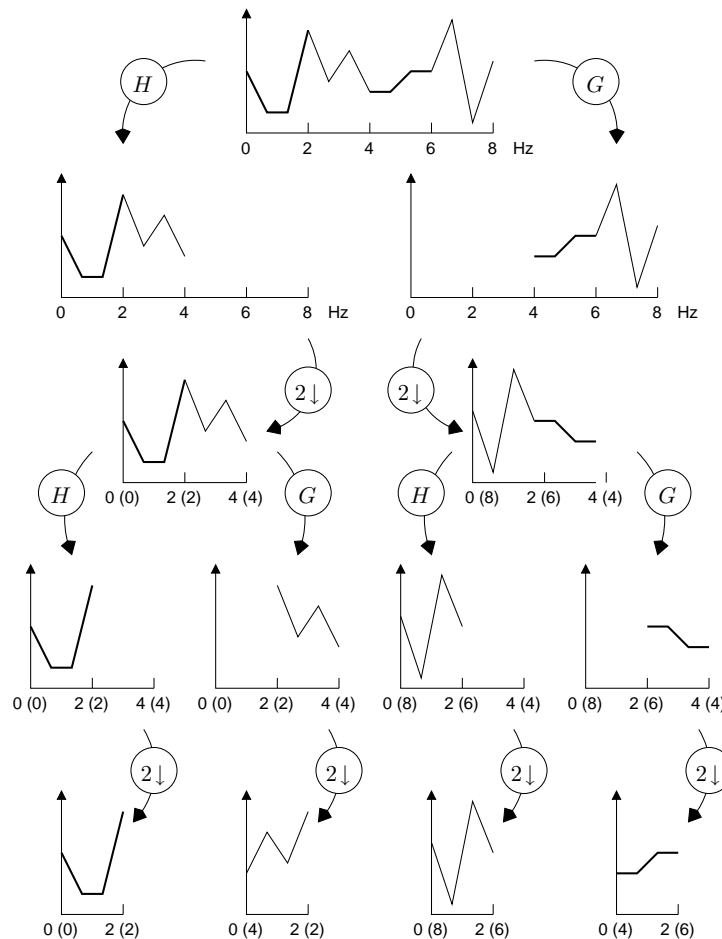 H G
0 2 4 6 8 Hz
0 2 4 6 8 Hz 0 2 4 6 8 Hz
2↓ 2↓
0 (0) 2 (2) 4 (4) 0 (8) 2 (6) 4 (4)
H G H G
0 (0) 2 (2) 4 (4) 0 (0) 2 (2) 4 (4) 0 (8) 2 (6) 4 (4) 0 (8) 2 (6) 4 (4)
2↓ 2↓ 2↓ 2↓
0 (0) 2 (2) 0 (4) 2 (2) 0 (8) 2 (6) 0 (4) 2 (6)